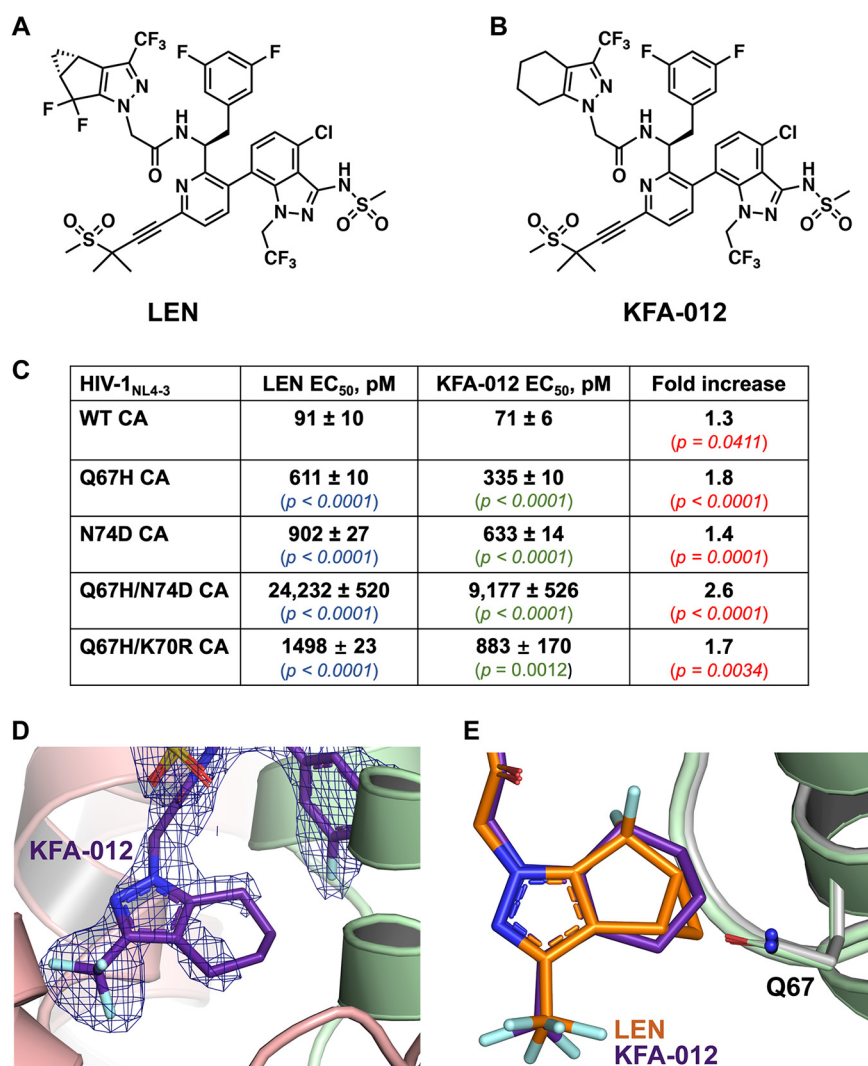 A
B
CF₃
F
F
N
N
F
F
H
N
O
Cl
N
H
N
O
O
S
N
N
S
O
O
CF₃
LEN
CF₃
F
F
N
N
H
N
O
Cl
N
H
N
O
O
S
N
N
S
O
O
CF₃
KFA-012
C
HIV-1NL4-3 LEN EC₅₀, pM KFA-012 EC₅₀, pM Fold increase
WT CA 91 ± 10 71 ± 6 1.3
(p = 0.0411)
Q67H CA 611 ± 10 335 ± 10 1.8
(p < 0.0001) (p < 0.0001) (p < 0.0001)
N74D CA 902 ± 27 633 ± 14 1.4
(p < 0.0001) (p < 0.0001) (p = 0.0001)
Q67H/N74D CA 24,232 ± 520 9,177 ± 526 2.6
(p < 0.0001) (p < 0.0001) (p < 0.0001)
Q67H/K70R CA 1498 ± 23 883 ± 170 1.7
(p < 0.0001) (p = 0.0012) (p = 0.0034)
D
KFA-012
E
Q67
LEN
KFA-012